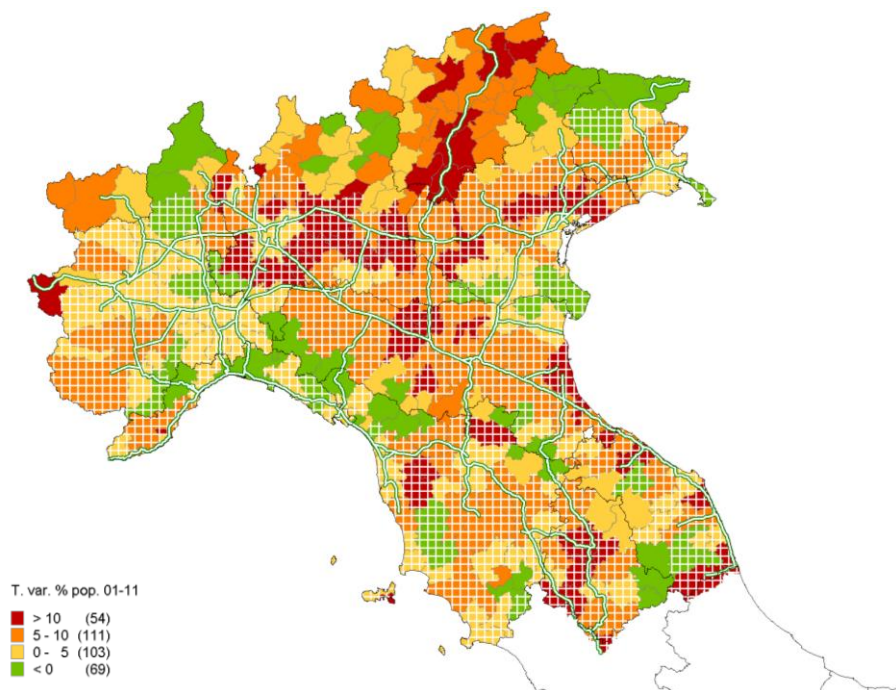 T. var. % pop. 01-11
> 10 (54)
5 - 10 (111)
0 - 5 (103)
< 0 (69)